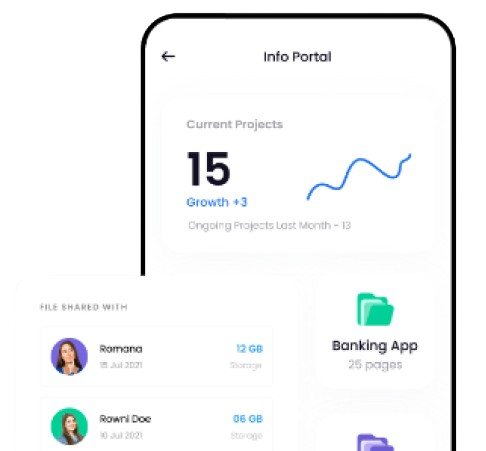 Info Portal
Current Projects
15
Growth +3
Ongoing Projects Last Month - 13
FILE SHARED WITH
Romana
12 GB
15 Jul 2021
Storage
Rowni Doe
06 GB
10 Jul 2021
Storage
Banking App
25 pages